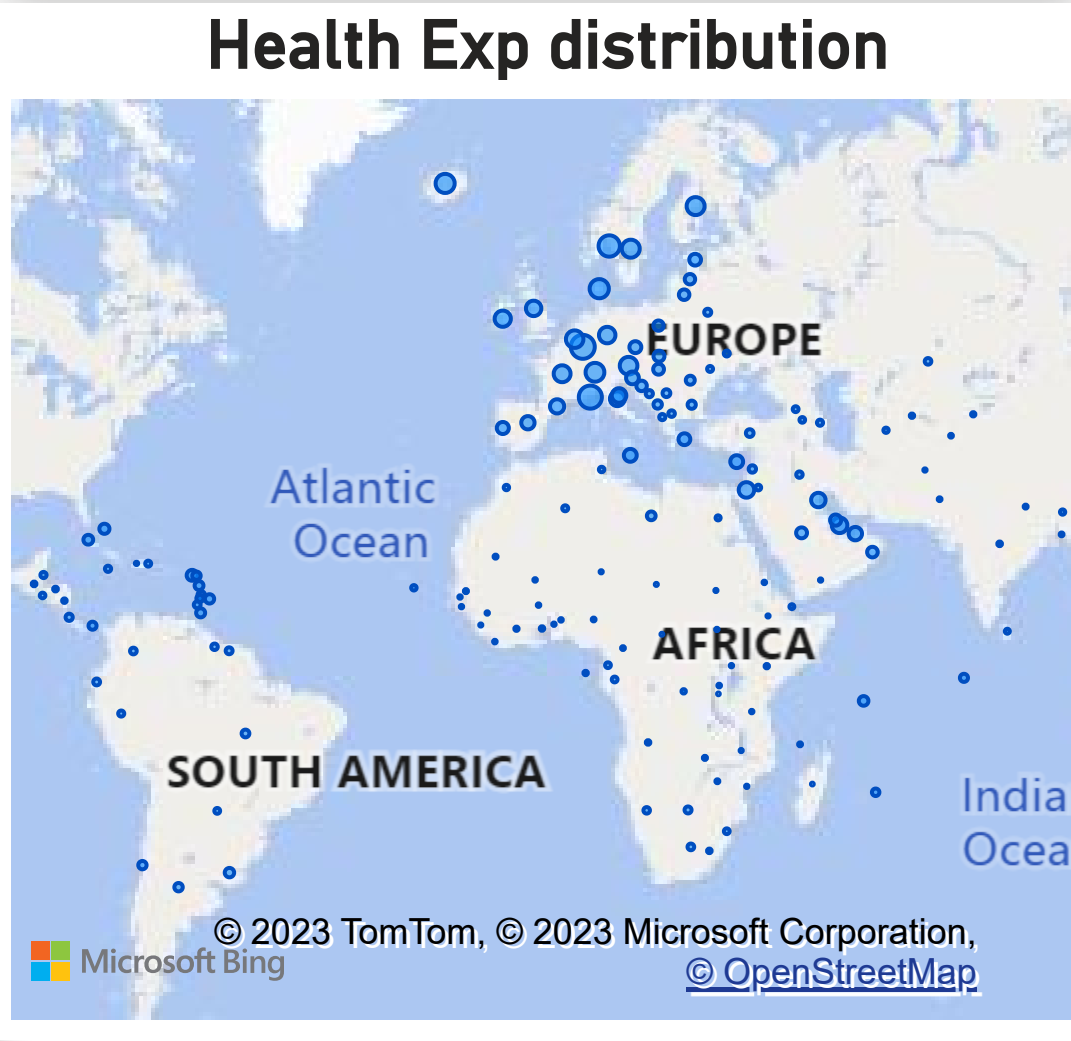 Health Exp distribution
EUROPE
Atlantic
Ocean
AFRICA
SOUTH AMERICA
India
Ocea
© 2023 TomTom, © 2023 Microsoft Corporation,
Microsoft Bing
© OpenStreetMap